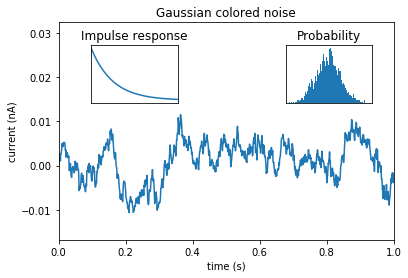 Gaussian colored noise
Impulse response
Probability
0.03
0.02
0.01
0.00
−0.01
current (nA)
0.0 0.2 0.4 0.6 0.8 1.0
time (s)